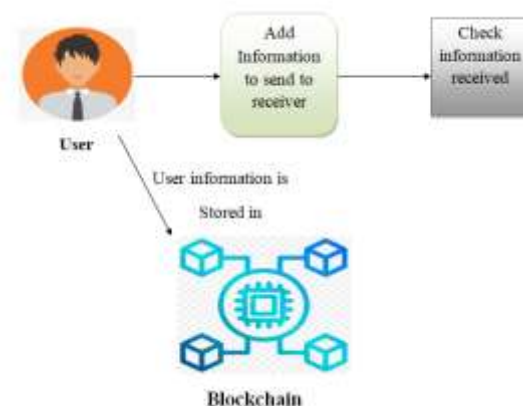 Add
Information
to send to
receiver
Check
information
received
User
User information is
Stored in
Blockchain